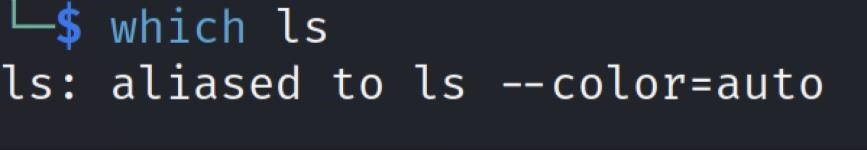 └─$ which ls
ls: aliased to ls --color=auto